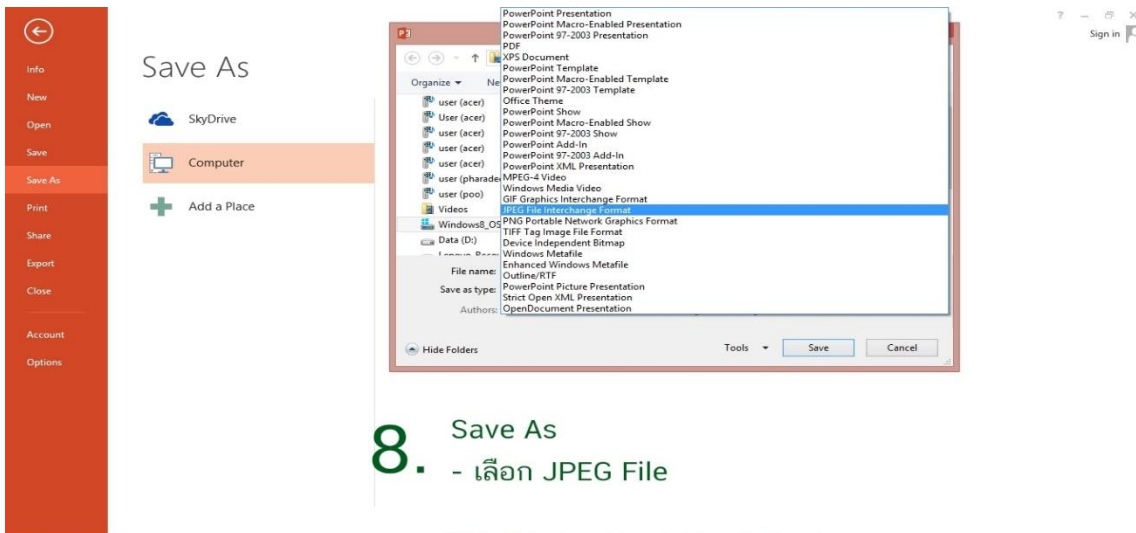 ? 
Sign in
Info
New
Open
Save
Save As
Print
Share
Export
Close
Account
Options
Save As
SkyDrive
Computer
Add a Place
Organize
Ne
user (acer)
User (acer)
user (acer)
user (acer)
user (acer)
user (poo)
Videos
Windows8_OS
Data (D:)
File name:
Save as type:
Authors:
PowerPoint Presentation
PowerPoint Macro-Enabled Presentation
PowerPoint 97-2003 Presentation
PDF
XPS Document
PowerPoint Template
PowerPoint Macro-Enabled Template
PowerPoint 97-2003 Template
Office Theme
PowerPoint Show
PowerPoint Macro-Enabled Show
PowerPoint 97-2003 Show
PowerPoint Add-In
PowerPoint 97-2003 Add-In
PowerPoint XML Presentation
MPEG-4 Video
Windows Media Video
GIF Graphics Interchange Format
JPEG File Interchange Format
PNG Portable Network Graphics Format
TIFF Tag Image File Format
Device Independent Bitmap
Windows Metafile
Enhanced Windows Metafile
Outline/RTF
PowerPoint Picture Presentation
Strict Open XML Presentation
OpenDocument Presentation
Hide Folders
Tools
Save
Cancel
8. Save As
- เลือก JPEG File